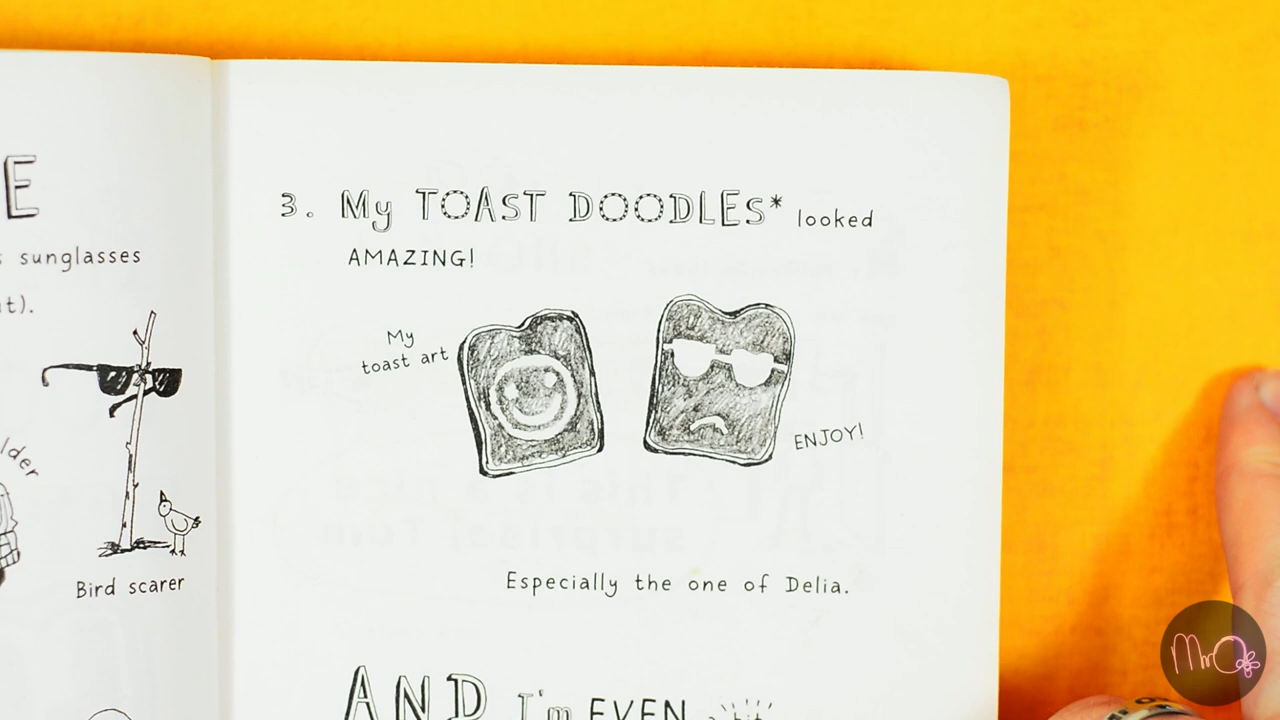 E
sunglasses
t).
lder
Bird scarer
3. My TOAST DOODLES* looked
AMAZING!
My
toast art
ENJOY!
Especially the one of Delia.
AND I'm EVEN